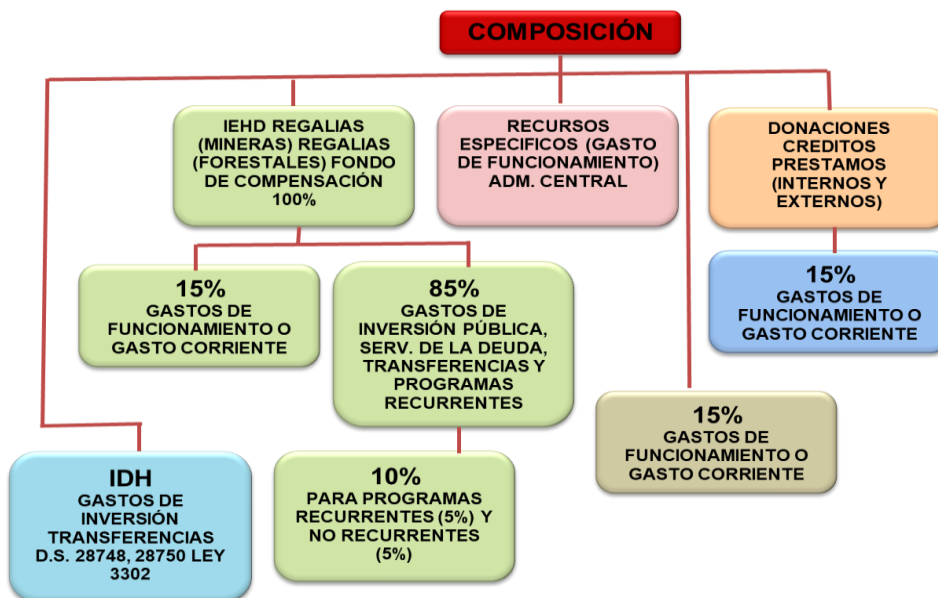 COMPOSICIÓN
IEHD REGALIAS
(MINERAS) REGALIAS
(FORESTALES) FONDO
DE COMPENSACIÓN
100%
RECURSOS
ESPECIFICOS (GASTO
DE FUNCIONAMIENTO)
ADM. CENTRAL
DONACIONES
CREDITOS
PRESTAMOS
(INTERNOS Y
EXTERNOS)
15%
GASTOS DE
FUNCIONAMIENTO O
GASTO CORRIENTE
85%
GASTOS DE
INVERSIÓN PÚBLICA,
SERV. DE LA DEUDA,
TRANSFERENCIAS Y
PROGRAMAS
RECURRENTES
15%
GASTOS DE
FUNCIONAMIENTO O
GASTO CORRIENTE
15%
GASTOS DE
FUNCIONAMIENTO O
GASTO CORRIENTE
IDH
GASTOS DE
INVERSIÓN
TRANSFERENCIAS
D.S. 28748, 28750 LEY
3302
10%
PARA PROGRAMAS
RECURRENTES (5%) Y
NO RECURRENTES
(5%)